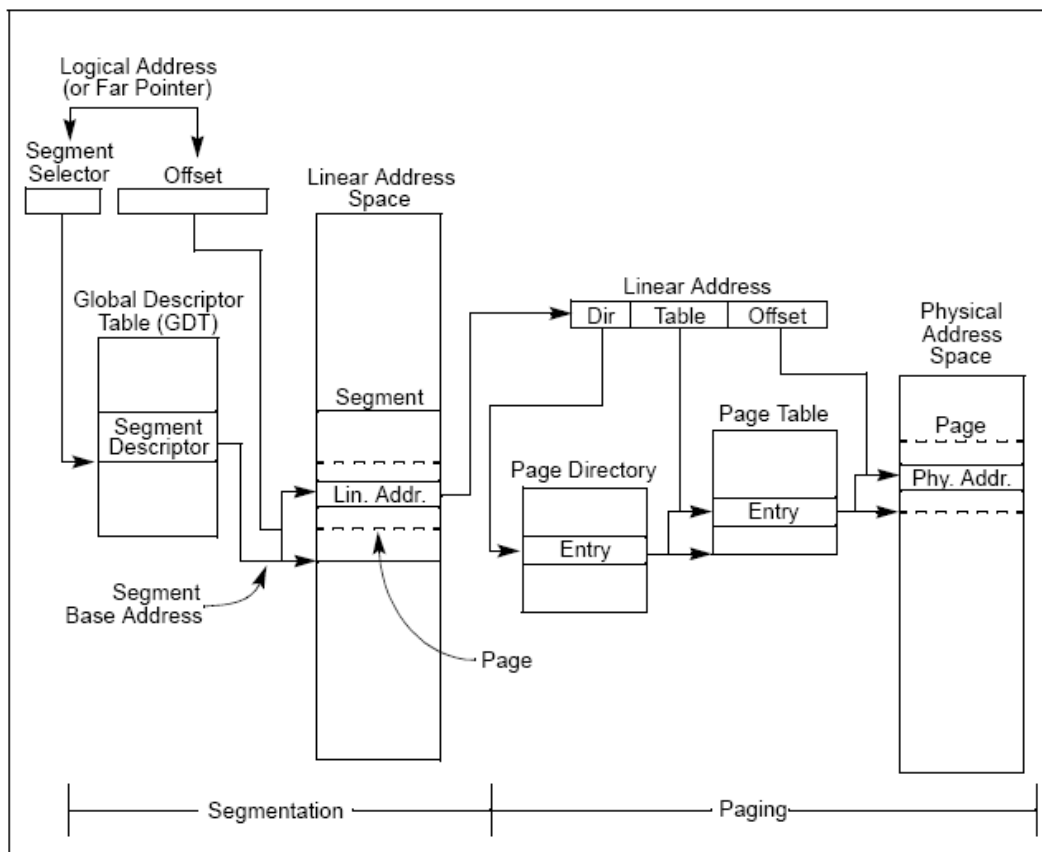 Logical Address
(or Far Pointer)
Segment
Selector
Offset
Linear Address
Space
Global Descriptor
Table (GDT)
Segment
Descriptor
Segment
Base Address
Segment
Lin. Addr.
Page
Linear Address
Dir
Table
Offset
Page Directory
Entry
Page Table
Entry
Physical
Address
Space
Page
Phy. Addr.
Segmentation
Paging